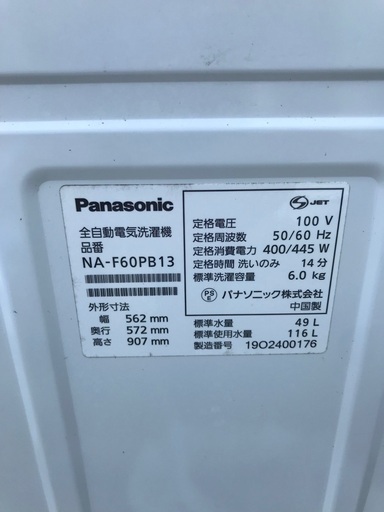 Panasonic
全自動電気洗濯機
品番
NA-F60PB13
外形寸法
幅 562 mm
奥行 572 mm
高さ 907 mm
S JET
定格電圧 100 V
定格周波数 50/60 Hz
定格消費電力 400/445 W
定格時間 洗いのみ 14 分
標準洗濯容量 6.0 kg
PSE パナソニック株式会社
中国製
標準水量 49 L
標準使用水量 116 L
製造番号 19O2400176